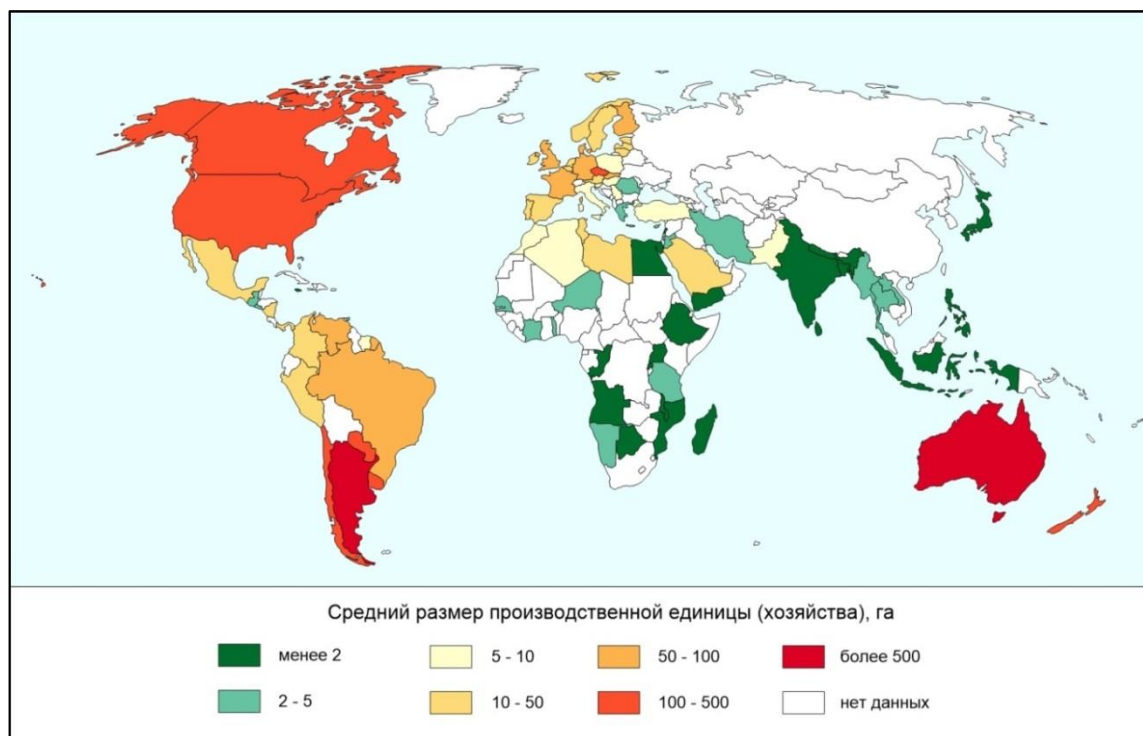 Средний размер производственной единицы (хозяйства), га
менее 2
5 - 10
50 - 100
более 500
2 - 5
10 - 50
100 - 500
нет данных